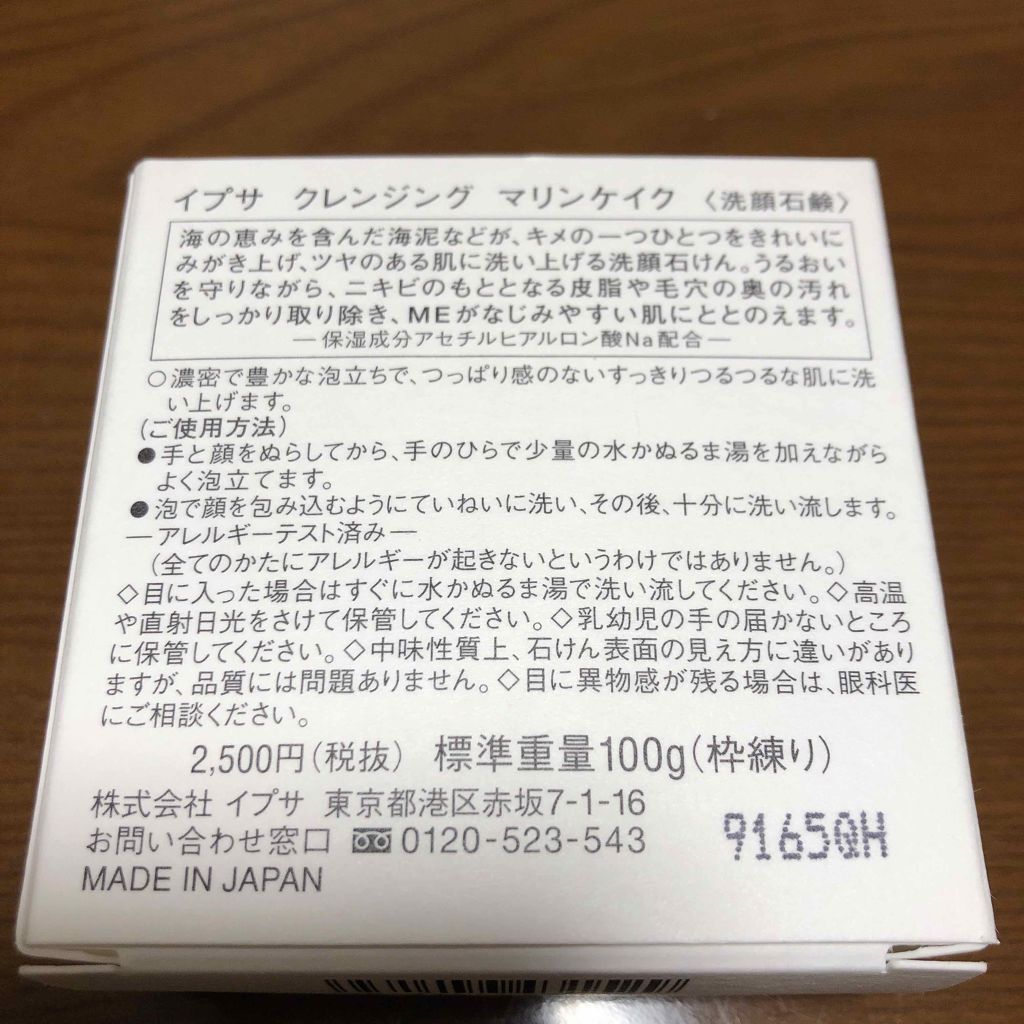 イプサ クレンジング マリンケイク 〈洗顔石鹸〉
海の恵みを含んだ海泥などが、キメの一つひとつをきれいに
みがき上げ、ツヤのある肌に洗い上げる洗顔石けん。うるおい
を守りながら、ニキビのもととなる皮脂や毛穴の奥の汚れ
をしっかり取り除き、MEがなじみやすい肌にととのえます。
―保湿成分アセチルヒアルロン酸Na配合―
○濃密で豊かな泡立ちで、つっぱり感のないすっきりつるつるな肌に洗
い上げます。
(ご使用方法)
●手と顔をぬらしてから、手のひらで少量の水かぬるま湯を加えながら
よく泡立てます。
●泡で顔を包み込むようにていねいに洗い、その後、十分に洗い流します。
―アレルギーテスト済み―
(全てのかたにアレルギーが起きないというわけではありません。)
◇目に入った場合はすぐに水かぬるま湯で洗い流してください。◇高温
や直射日光をさけて保管してください。◇乳幼児の手の届かないところ
に保管してください。◇中味性質上、石けん表面の見え方に違いがあり
ますが、品質には問題ありません。◇目に異物感が残る場合は、眼科医
にご相談ください。
2,500円(税抜) 標準重量100g(枠練り)
株式会社 イプサ 東京都港区赤坂7-1-16
お問い合わせ窓口 0120-523-543
91650H
MADE IN JAPAN